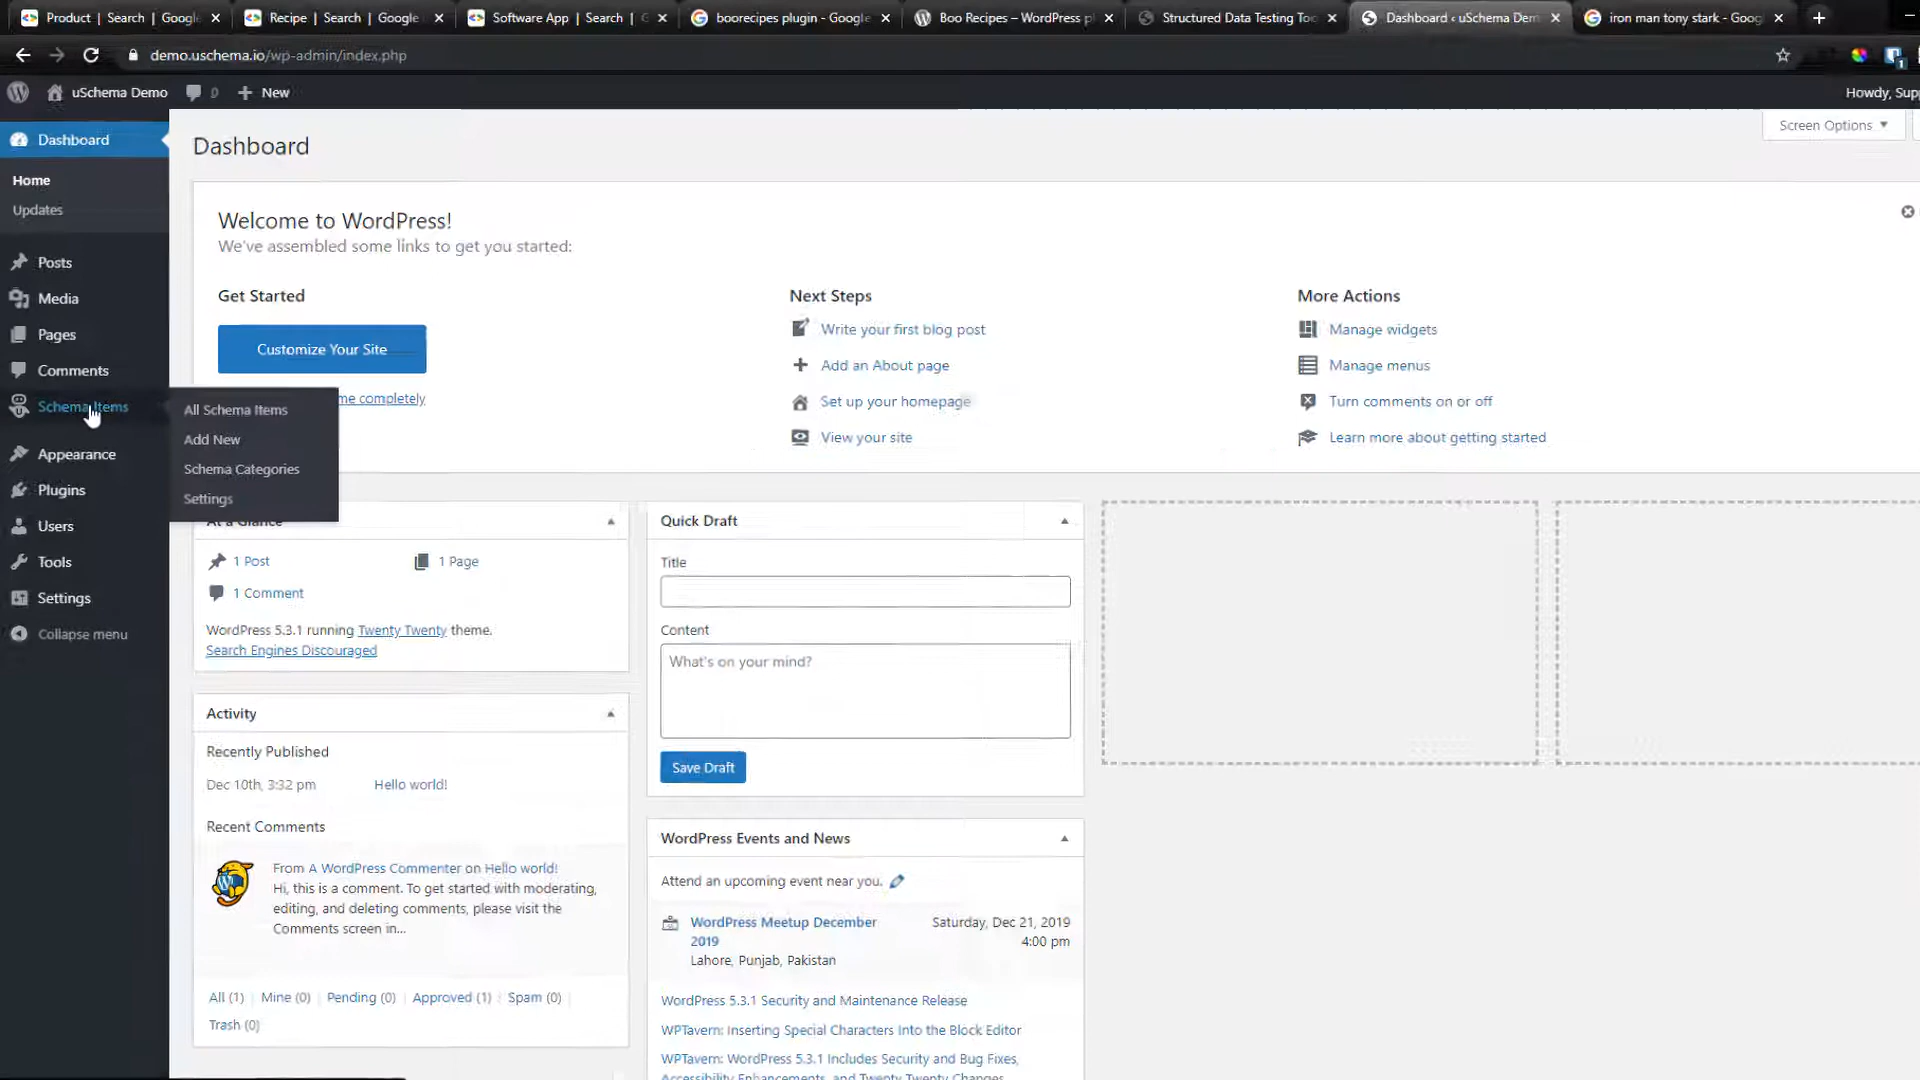 Product | Search | Google
Recipe | Search | Google
Software App | Search | G
boorecipes plugin - Google
Boo Recipes – WordPress p
Structured Data Testing Too
Dashboard ‹ uSchema Dem
iron man tony stark - Goog
demo.uschema.io/wp-admin/index.php
1
uSchema Demo
0
New
Howdy, Supp
Dashboard
Home
Updates
Posts
Media
Pages
Comments
Schema Items
Appearance
Plugins
Users
Tools
Settings
Collapse menu
All Schema Items
Add New
Schema Categories
Settings
Dashboard
Screen Options
Welcome to WordPress!
We've assembled some links to get you started:
Get Started
Customize Your Site
me completely
Next Steps
Write your first blog post
Add an About page
Set up your homepage
View your site
More Actions
Manage widgets
Manage menus
Turn comments on or off
Learn more about getting started
At a Glance
1 Post
1 Page
1 Comment
WordPress 5.3.1 running Twenty Twenty theme.
Search Engines Discouraged
Activity
Recently Published
Dec 10th, 3:32 pm
Hello world!
Recent Comments
From A WordPress Commenter on Hello world!
Hi, this is a comment. To get started with moderating,
editing, and deleting comments, please visit the
Comments screen in...
All (1) | Mine (0) | Pending (0) | Approved (1) | Spam (0) |
Trash (0)
Quick Draft
Title
Content
What's on your mind?
Save Draft
WordPress Events and News
Attend an upcoming event near you.
WordPress Meetup December
2019
Saturday, Dec 21, 2019
4:00 pm
Lahore, Punjab, Pakistan
WordPress 5.3.1 Security and Maintenance Release
WPTavern: Inserting Special Characters Into the Block Editor
WPTavern: WordPress 5.3.1 Includes Security and Bug Fixes,
Accessibility Enhancements, and Twenty Twenty Changes